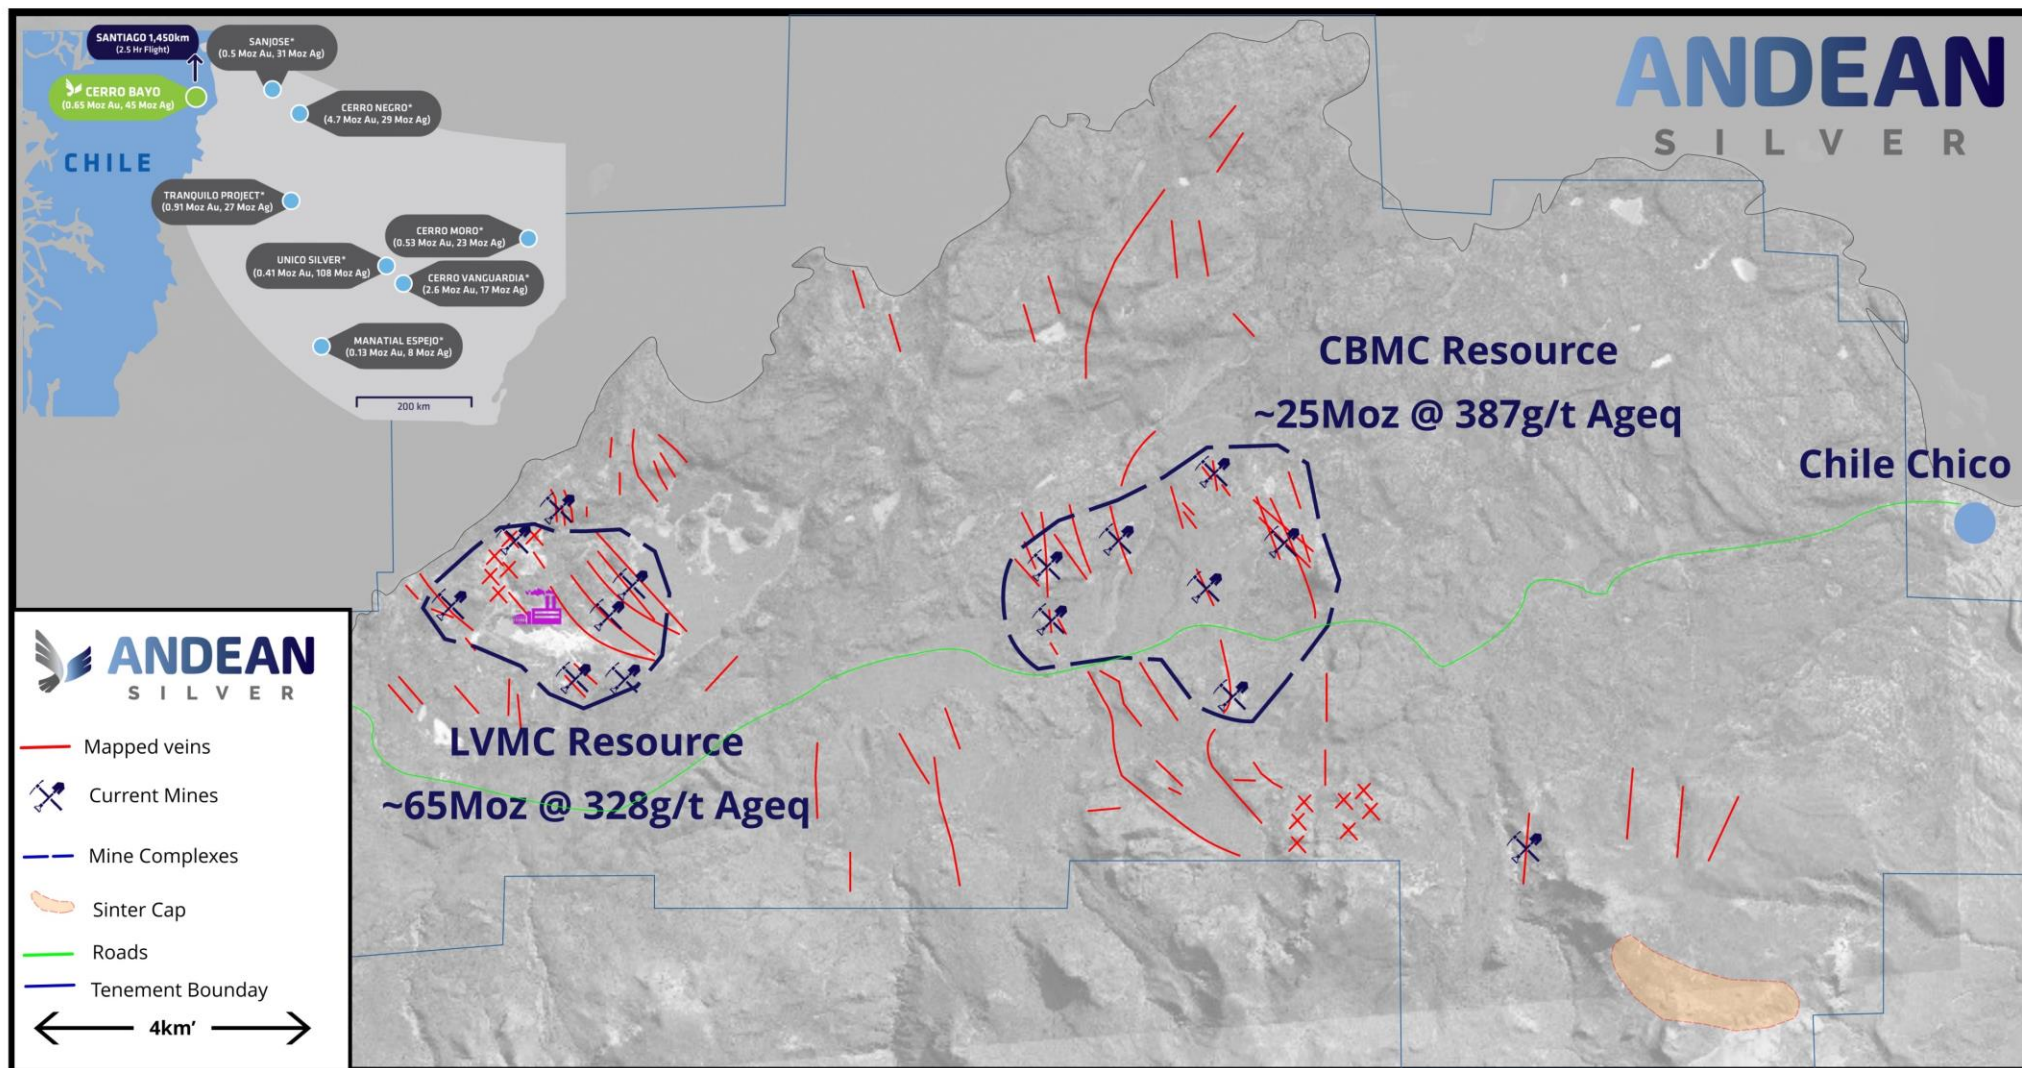 SANTIAGO 1,450km
(2.5 Hr Flight)
SANJOSE*
(0.5 Moz Au, 31 Moz Ag)
CERRO BAYO
(0.65 Moz Au, 45 Moz Ag)
CERRO NEGRO*
(4.7 Moz Au, 29 Moz Ag)
CHILE
TRANQUILO PROJECT*
(0.91 Moz Au, 27 Moz Ag)
CERRO MORO*
(0.53 Moz Au, 23 Moz Ag)
UNICO SILVER*
(0.41 Moz Au, 108 Moz Ag)
CERRO VANGUARDIA*
(2.6 Moz Au, 17 Moz Ag)
MANATIAL ESPEJO*
(0.13 Moz Au, 8 Moz Ag)
200 km
ANDEAN
SILVER
CBMC Resource
~25Moz @ 387g/t Ageq
Chile Chico
LVMC Resource
~65Moz @ 328g/t Ageq
ANDEAN
SILVER
Mapped veins
Current Mines
Mine Complexes
Sinter Cap
Roads
Tenement Bounday
4km'